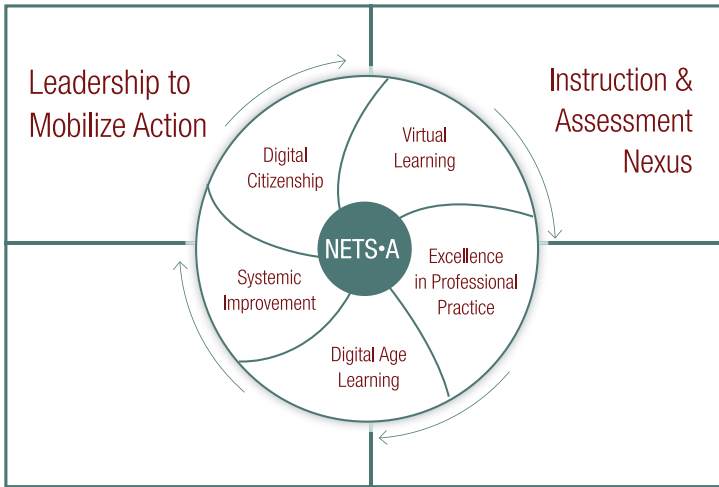 Leadership to
Mobilize Action
Instruction &
Assessment
Nexus
Digital
Citizenship
Virtual
Learning
NETS•A
Systemic
Improvement
Excellence
in Professional
Practice
Digital Age
Learning